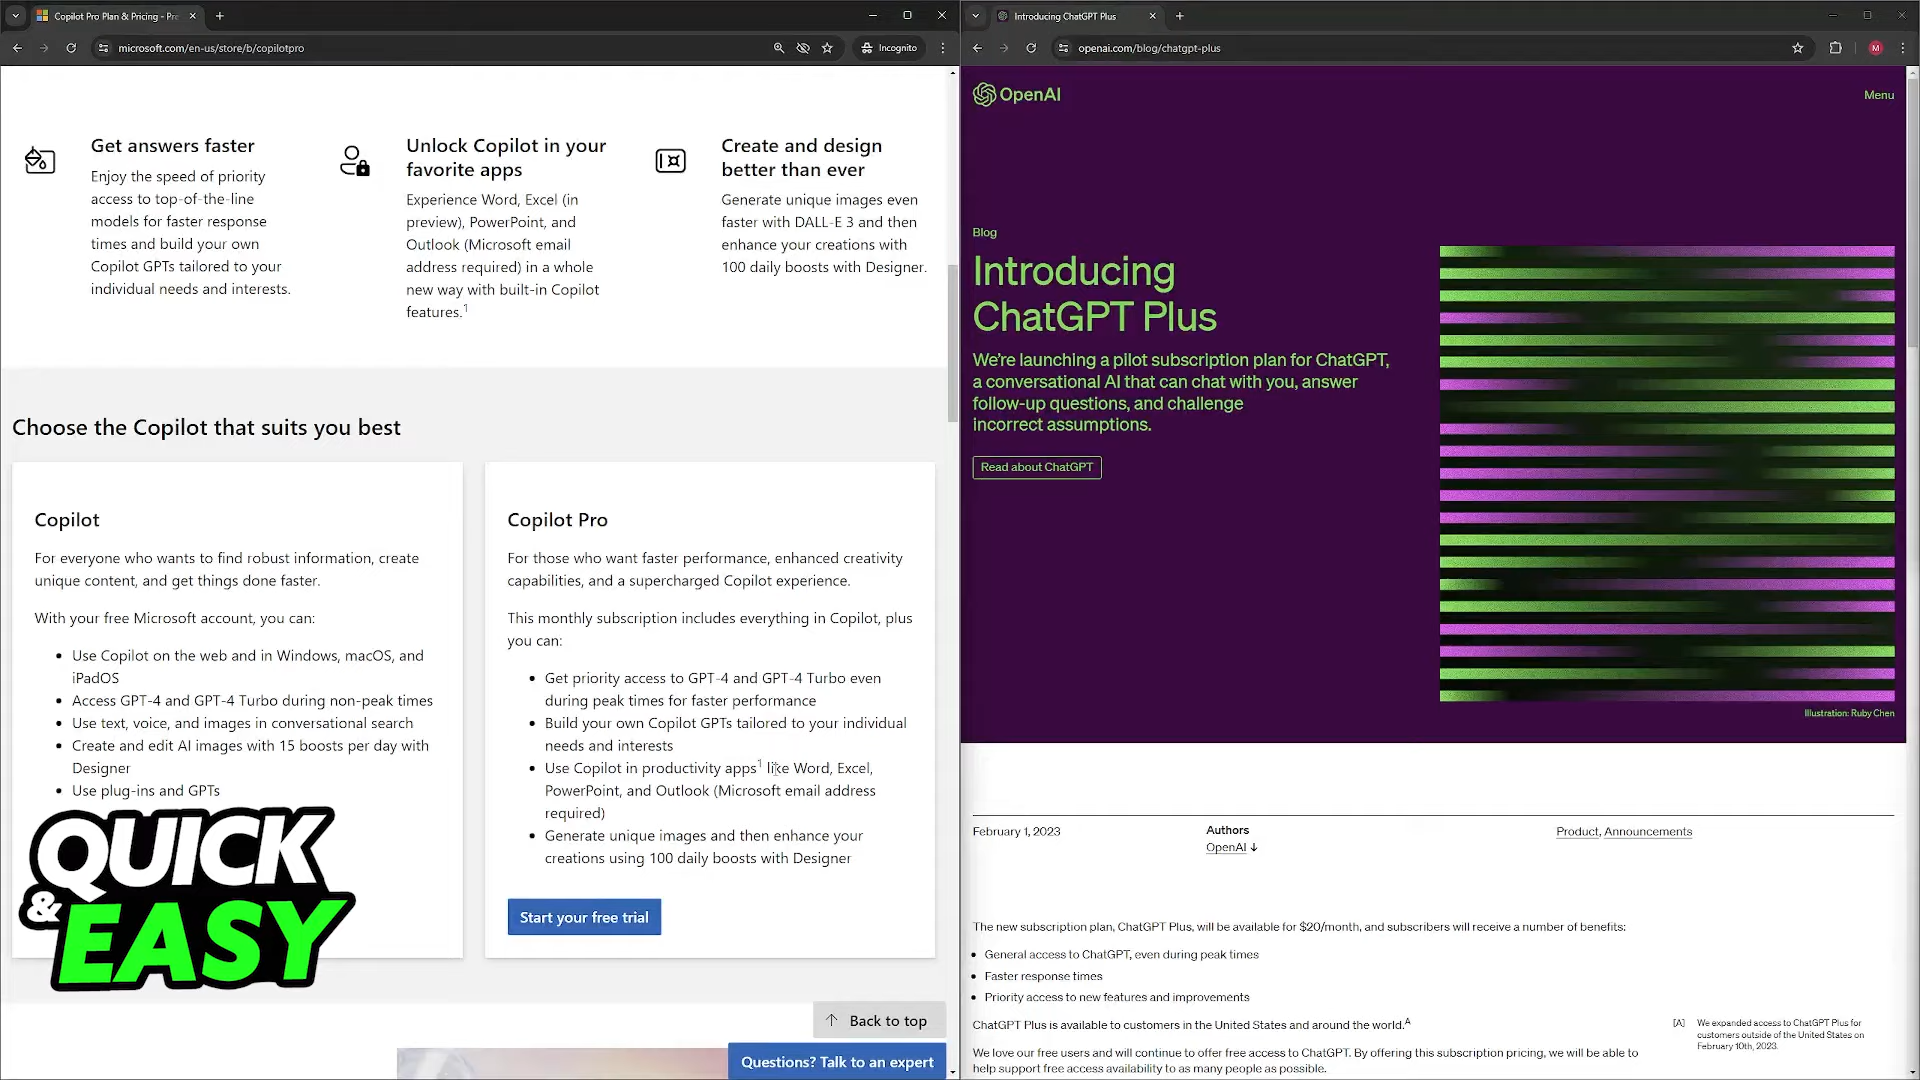 Copilot Pro Plan & Pricing - Pre
microsoft.com/en-us/store/b/copilotpro
Incognito
Get answers faster
Enjoy the speed of priority
access to top-of-the-line
models for faster response
times and build your own
Copilot GPTs tailored to your
individual needs and interests.
Unlock Copilot in your
favorite apps
Experience Word, Excel (in
preview), PowerPoint, and
Outlook (Microsoft email
address required) in a whole
new way with built-in Copilot
features.1
Create and design
better than ever
Generate unique images even
faster with DALL-E 3 and then
enhance your creations with
100 daily boosts with Designer.
Choose the Copilot that suits you best
Copilot
For everyone who wants to find robust information, create
unique content, and get things done faster.
With your free Microsoft account, you can:
• Use Copilot on the web and in Windows, macOS, and
iPadOS
• Access GPT-4 and GPT-4 Turbo during non-peak times
• Use text, voice, and images in conversational search
• Create and edit AI images with 15 boosts per day with
Designer
• Use plug-ins and GPTs
Copilot Pro
For those who want faster performance, enhanced creativity
capabilities, and a supercharged Copilot experience.
This monthly subscription includes everything in Copilot, plus
you can:
• Get priority access to GPT-4 and GPT-4 Turbo even
during peak times for faster performance
• Build your own Copilot GPTs tailored to your individual
needs and interests
• Use Copilot in productivity apps1 like Word, Excel,
PowerPoint, and Outlook (Microsoft email address
required)
• Generate unique images and then enhance your
creations using 100 daily boosts with Designer
Start your free trial
QUICK
& EASY
Back to top
Questions? Talk to an expert
Introducing ChatGPT Plus
openai.com/blog/chatgpt-plus
M
OpenAI
Menu
Blog
Introducing
ChatGPT Plus
We're launching a pilot subscription plan for ChatGPT,
a conversational AI that can chat with you, answer
follow-up questions, and challenge
incorrect assumptions.
Read about ChatGPT
Illustration: Ruby Chen
February 1, 2023
Authors
OpenAI ↓
Product, Announcements
The new subscription plan, ChatGPT Plus, will be available for $20/month, and subscribers will receive a number of benefits:
• General access to ChatGPT, even during peak times
• Faster response times
• Priority access to new features and improvements
ChatGPT Plus is available to customers in the United States and around the world.A
We love our free users and will continue to offer free access to ChatGPT. By offering this subscription pricing, we will be able to
help support free access availability to as many people as possible.
[A] We expanded access to ChatGPT Plus for
customers outside of the United States on
February 10th, 2023.